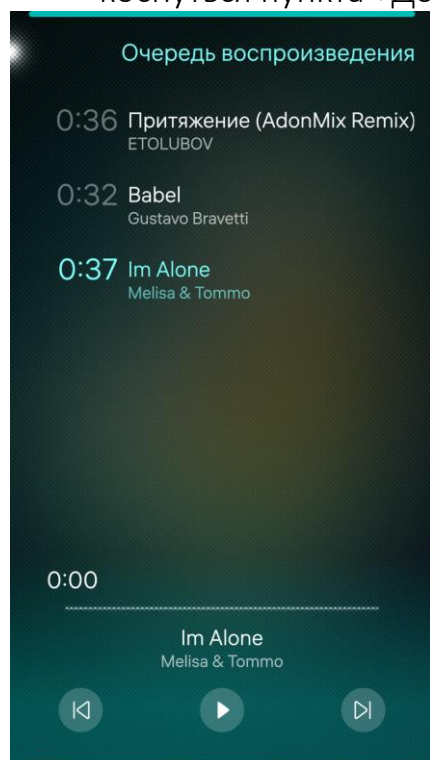 Очередь воспроизведения
0:36 Притяжение (AdonMix Remix)
ETOLUBOV
0:32 Babel
Gustavo Bravetti
0:37 Im Alone
Melisa & Tommo
0:00
Im Alone
Melisa & Tommo